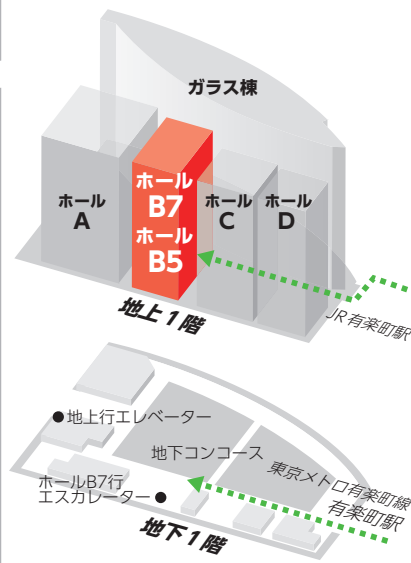 ガラス棟
ホール
A
ホール
B7
ホール
B5
ホール
C
ホール
D
JR有楽町駅
地上1階
●地上行エレベーター
地下コンコース
東京メトロ有楽町線
有楽町駅
ホールB7行
エスカレーター●
地下1階